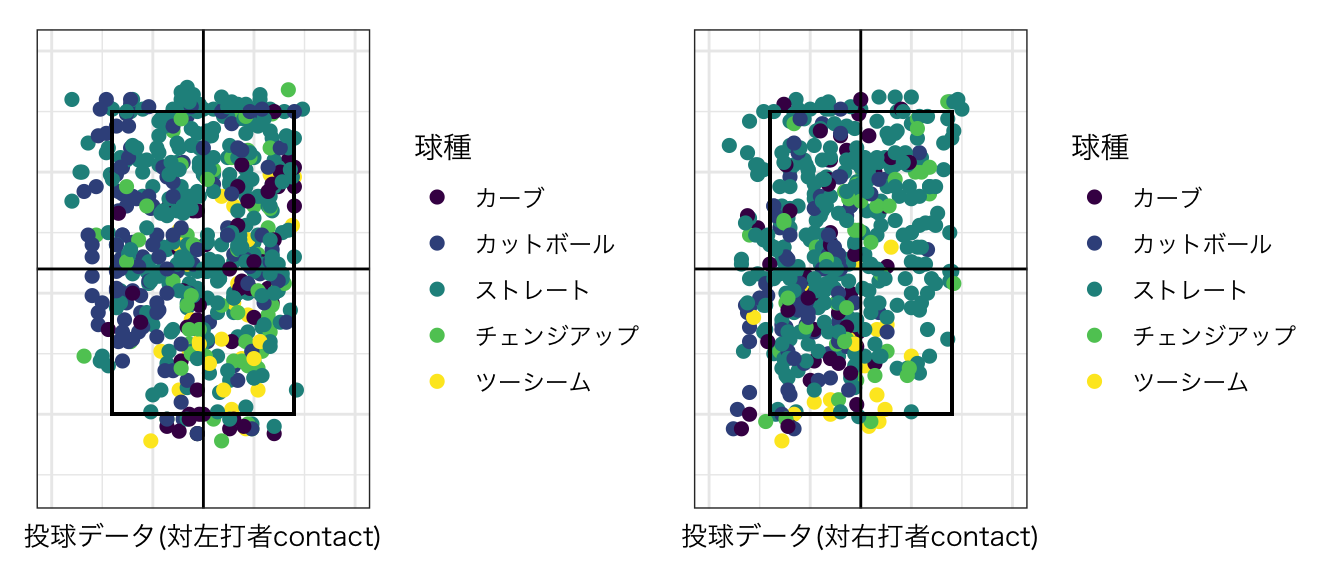 球種
カーブ
カットボール
ストレート
チェンジアップ
ツーシーム
投球データ(対左打者contact)
球種
カーブ
カットボール
ストレート
チェンジアップ
ツーシーム
投球データ(対右打者contact)